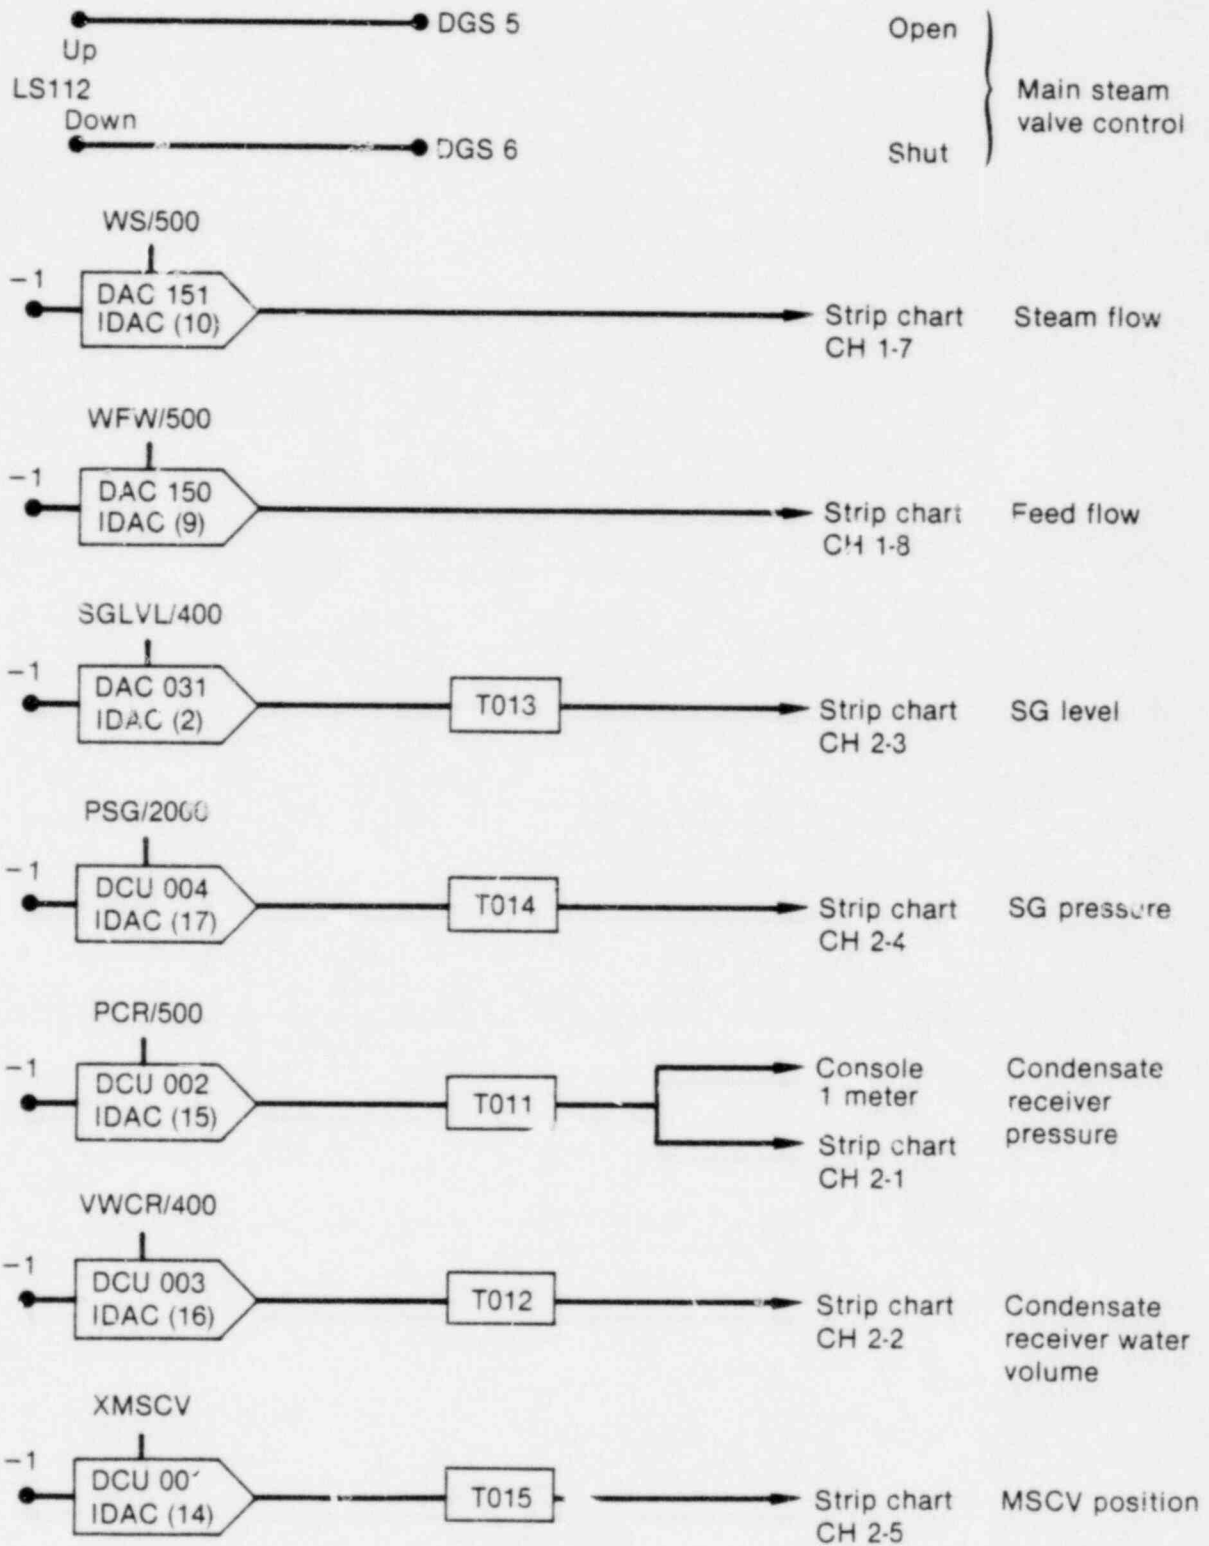 DGS 5
Open
Up
LS112
Main steam
valve control
Down
DGS 6
Shut
WS/500
-1
DAC 151
IDAC (10)
Strip chart
CH 1-7
Steam flow
WFW/500
-1
DAC 150
IDAC (9)
Strip chart
CH 1-8
Feed flow
SGLVL/400
-1
DAC 031
IDAC (2)
T013
Strip chart
CH 2-3
SG level
PSG/2000
-1
DCU 004
IDAC (17)
T014
Strip chart
CH 2-4
SG pressure
PCR/500
-1
DCU 002
IDAC (15)
T011
Console
1 meter
Strip chart
CH 2-1
Condensate
receiver
pressure
VWCR/400
-1
DCU 003
IDAC (16)
T012
Strip chart
CH 2-2
Condensate
receiver water
volume
XMSCV
-1
DCU
IDAC (14)
T015
Strip chart
CH 2-5
MSCV position